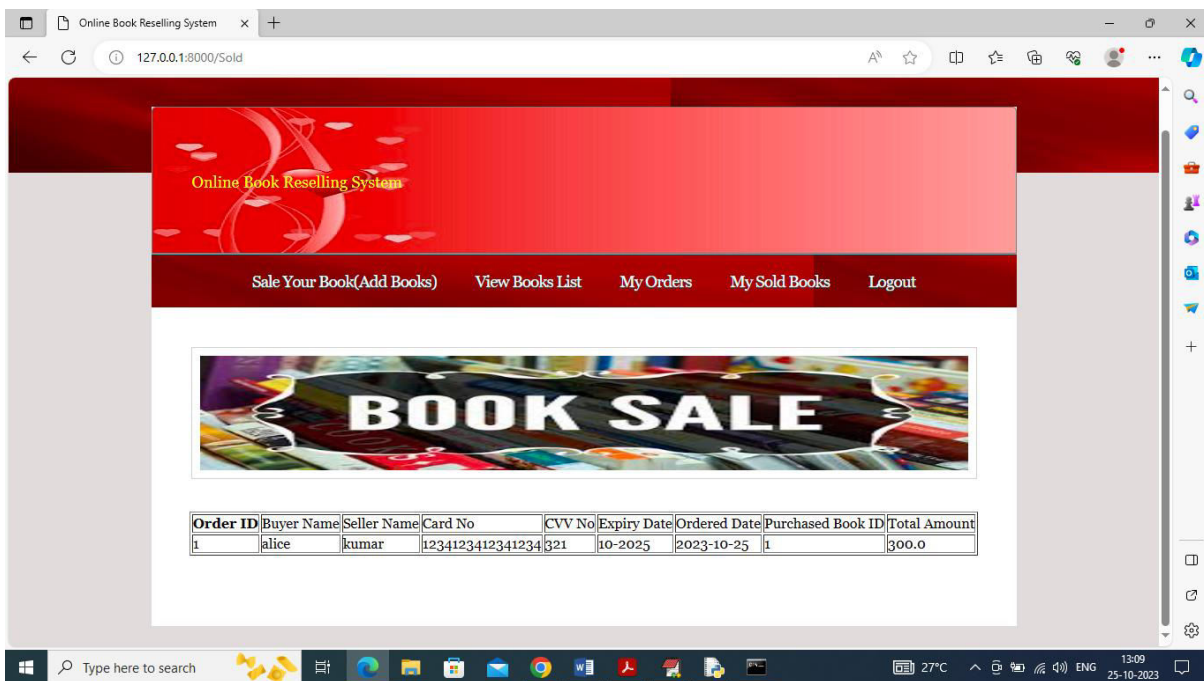 Online Book Reselling System
127.0.0.1:8000/Sold
Online Book Reselling System
Sale Your Book(Add Books) View Books List My Orders My Sold Books Logout
BOOK SALE
Order ID Buyer Name Seller Name Card No CVV No Expiry Date Ordered Date Purchased Book ID Total Amount
1 alice kumar 1234123412341234 321 10-2025 2023-10-25 1 300.0
Type here to search 27°C ENG 13:09
25-10-2023